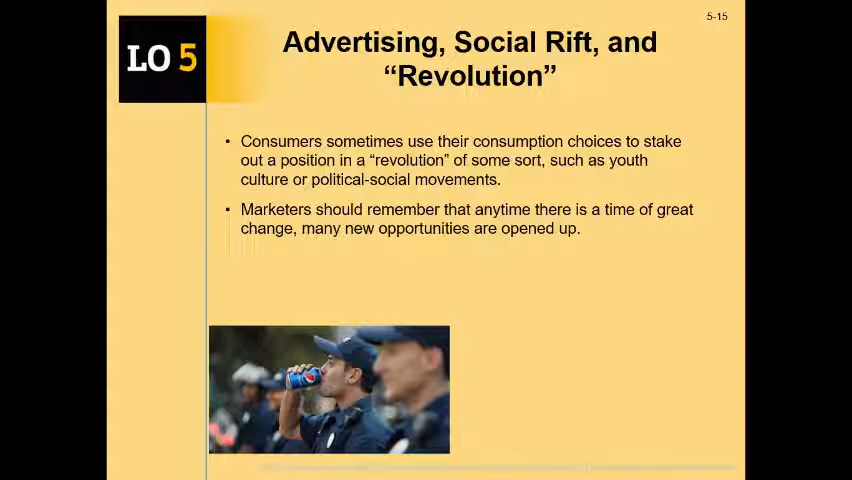 5-15
LO 5
Advertising, Social Rift, and
“Revolution”
• Consumers sometimes use their consumption choices to stake
out a position in a “revolution” of some sort, such as youth
culture or political-social movements.
• Marketers should remember that anytime there is a time of great
change, many new opportunities are opened up.